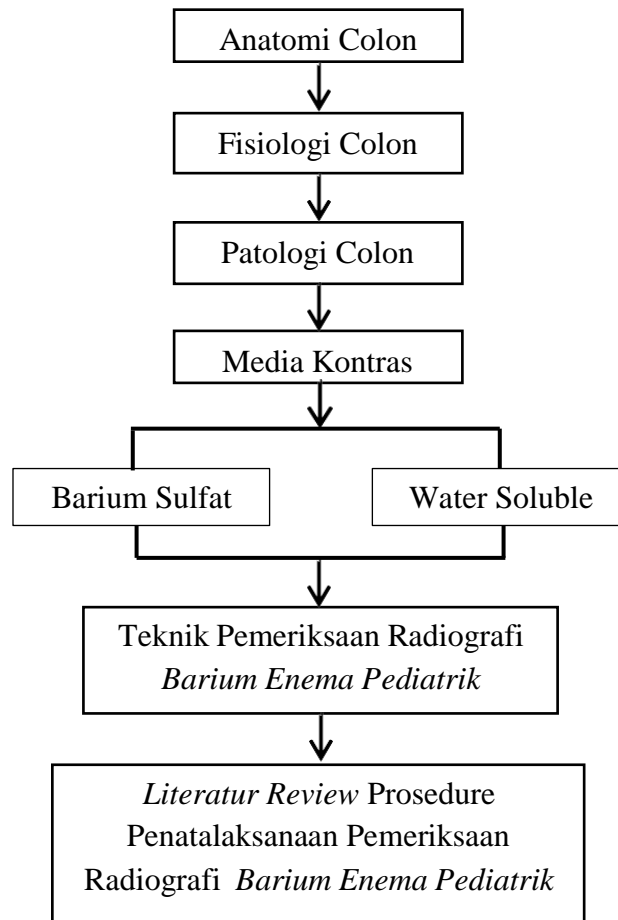 Anatomi Colon
Fisiologi Colon
Patologi Colon
Media Kontras
Barium Sulfat
Water Soluble
Teknik Pemeriksaan Radiografi
Barium Enema Pediatrik
Literatur Review Prosedure
Penatalaksanaan Pemeriksaan
Radiografi Barium Enema Pediatrik